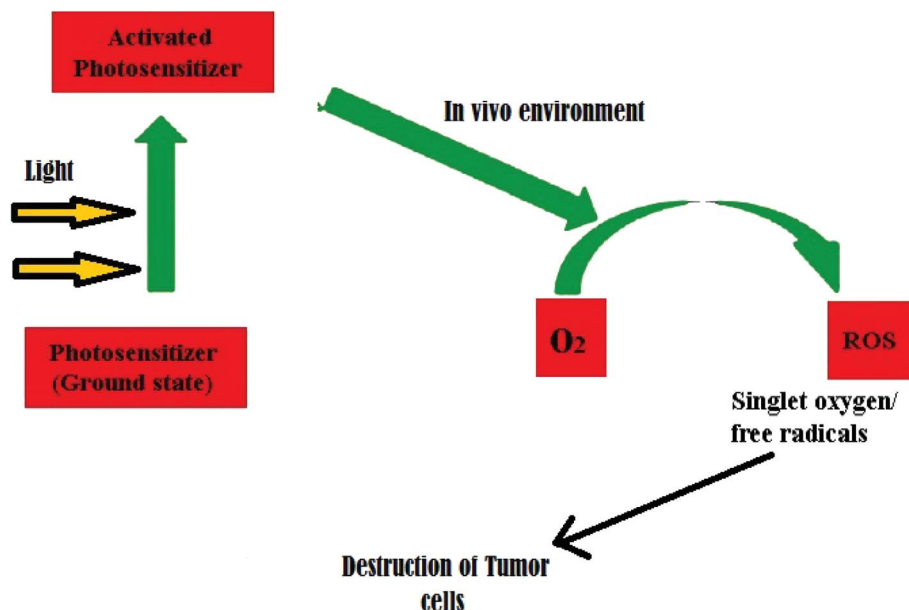 Activated
Photosensitizer
In vivo environment
Light
Photosensitizer
(Ground state)
O₂
ROS
Singlet oxygen/
free radicals
Destruction of Tumor
cells